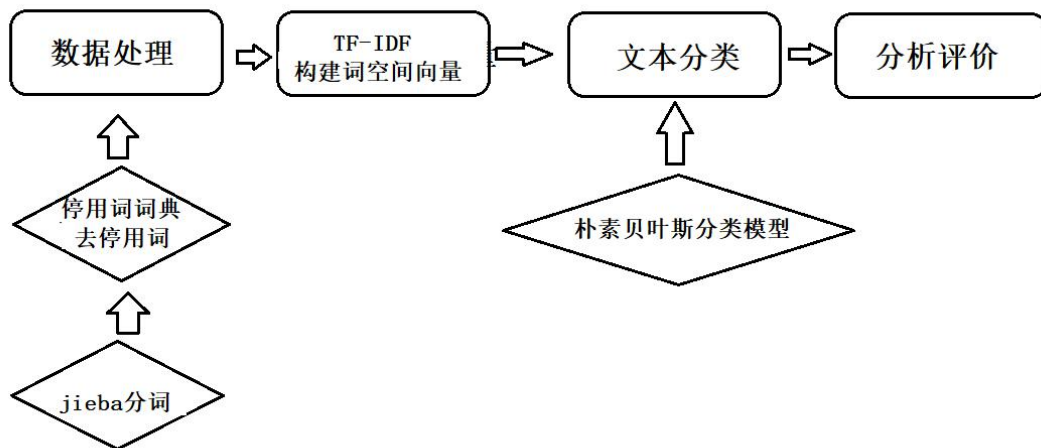 数据处理
TF-IDF
构建词空间向量
文本分类
分析评价
停用词词典
去停用词
朴素贝叶斯分类模型
jieba分词